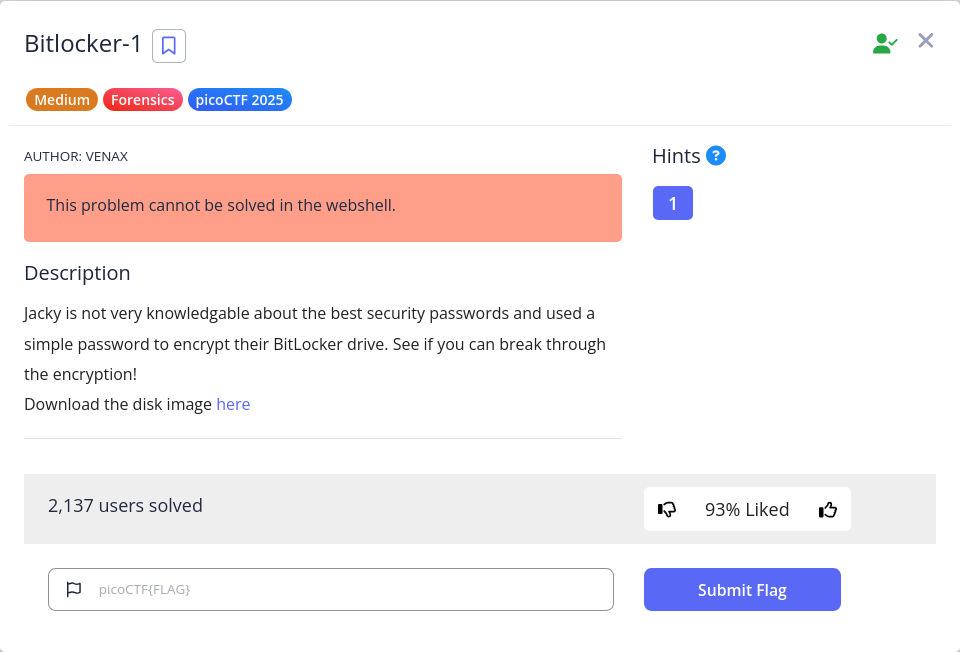 Bitlocker-1
Medium Forensics picoCTF 2025
AUTHOR: VENAX
This problem cannot be solved in the webshell.
Description
Jacky is not very knowledgable about the best security passwords and used a
simple password to encrypt their BitLocker drive. See if you can break through
the encryption!
Download the disk image here
Hints ?
1
2,137 users solved
93% Liked
picoCTF{FLAG}
Submit Flag